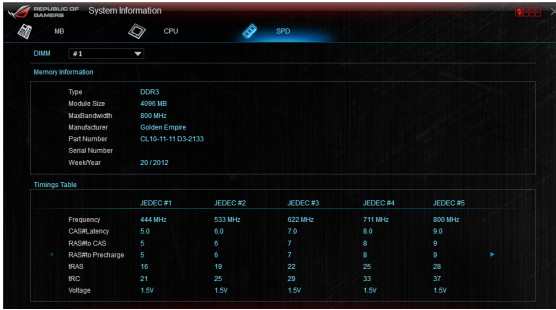 REPUBLIC OF GAMERS System Information
MB CPU SPD
DIMM #1
Memory Information
Type DDR3
Module Size 4096 MB
MaxBandwidth 800 MHz
Manufacturer Golden Empire
Part Number CL10-11-11 D3-2133
Serial Number
Week/Year 20 / 2012
Timings Table
JEDEC #1 JEDEC #2 JEDEC #3 JEDEC #4 JEDEC #5
Frequency 444 MHz 533 MHz 622 MHz 711 MHz 800 MHz
CAS#Latency 5.0 6.0 7.0 8.0 9.0
RAS#to CAS 5 6 7 8 9
RAS#to Precharge 5 6 7 8 9
tRAS 16 19 22 25 28
tRC 21 25 29 33 37
Voltage 1.5V 1.5V 1.5V 1.5V 1.5V